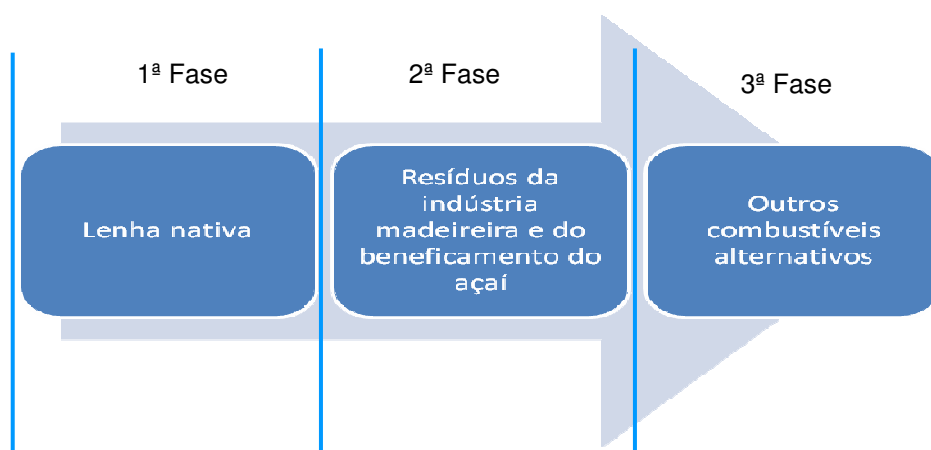 1ª Fase
2ª Fase
3ª Fase
Lenha nativa
Resíduos da
indústria
madeireira e do
beneficamento do
açaí
Outros
combustíveis
alternativos